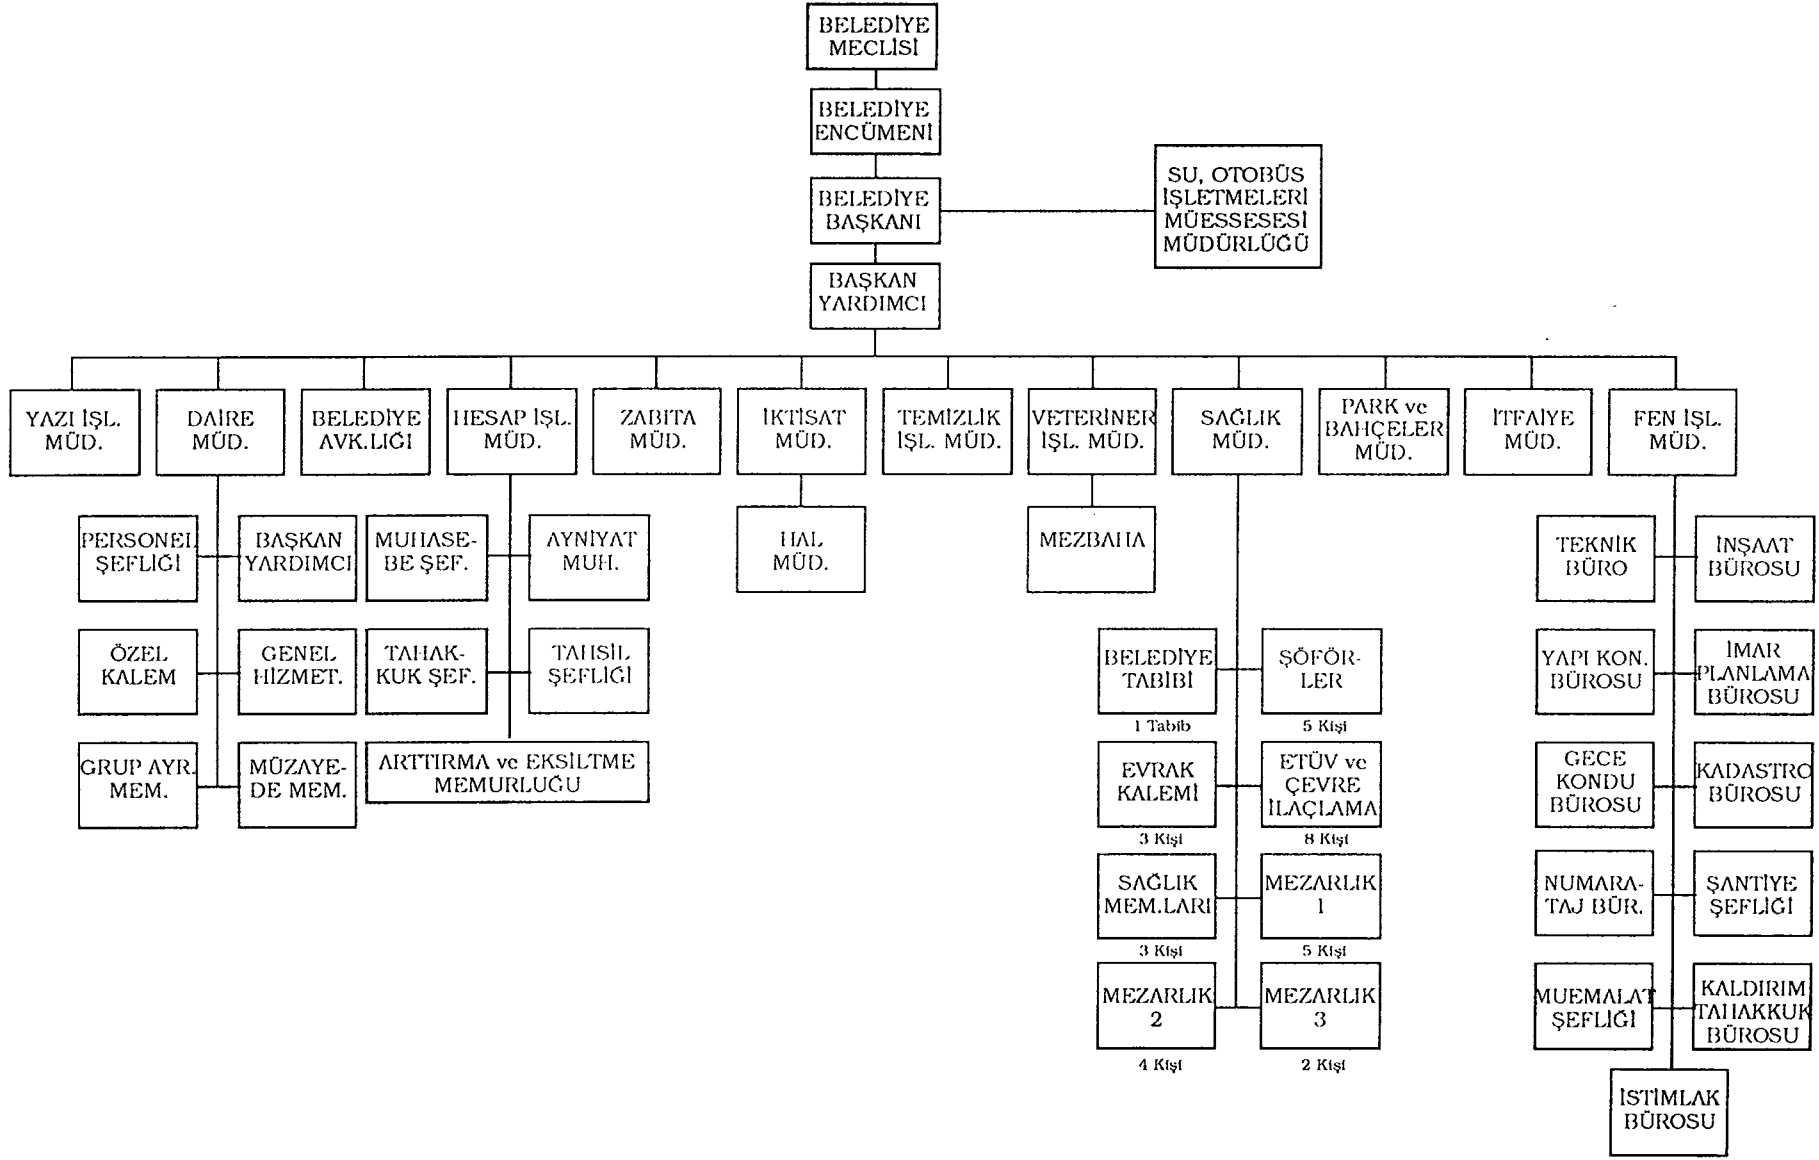 BELEDİYE
MECLİSİ
BELEDİYE
ENCÜMENİ
BELEDİYE
BAŞKANI
SU, OTOBÜS
İŞLETMELERİ
MÜESSESESİ
MÜDÜRLÜĞÜ
BAŞKAN
YARDIMCI
YAZI İŞL.
MÜD.
DAİRE
MÜD.
BELEDİYE
AVK.LIĞI
HESAP İŞL.
MÜD.
ZABITA
MÜD.
İKTİSAT
MÜD.
TEMİZLİK
İŞL. MÜD.
VETERİNER
İŞL. MÜD.
SAĞLIK
MÜD.
PARK ve
BAHÇELER
MÜD.
İTFAİYE
MÜD.
FEN İŞL.
MÜD.
PERSONEL
ŞEFLİĞİ
BAŞKAN
YARDIMCI
MUHASE-
BE ŞEF.
AYNİYAT
MUH.
HAL
MÜD.
MEZBAHA
TEKNİK
BÜRO
İNŞAAT
BÜROSU
ÖZEL
KALEM
GENEL
HİZMET.
TAHAK-
KUK ŞEF.
TAHSİL
ŞEFLİĞİ
BELEDİYE
TABİBİ
1 Tabib
ŞÖFÖR-
LER
5 Kişi
YAPI KON.
BÜROSU
İMAR
PLANLAMA
BÜROSU
GRUP AYR.
MEM.
MÜZAYE-
DE MEM.
ARTTIRMA ve EKSİLTME
MEMURLUĞU
EVRAK
KALEMİ
3 Kişi
ETÜV ve
ÇEVRE
İLAÇLAMA
8 Kişi
GECE
KONDU
BÜROSU
KADASTRO
BÜROSU
SAĞLIK
MEM.LARI
3 Kişi
MEZARLIK
1
5 Kişi
NUMARA-
TAJ BÜR.
ŞANTİYE
ŞEFLİĞİ
MEZARLIK
2
4 Kişi
MEZARLIK
3
2 Kişi
MUEMALAT
ŞEFLİĞİ
KALDIRIM
TAHAKKUK
BÜROSU
İSTİMLAK
BÜROSU